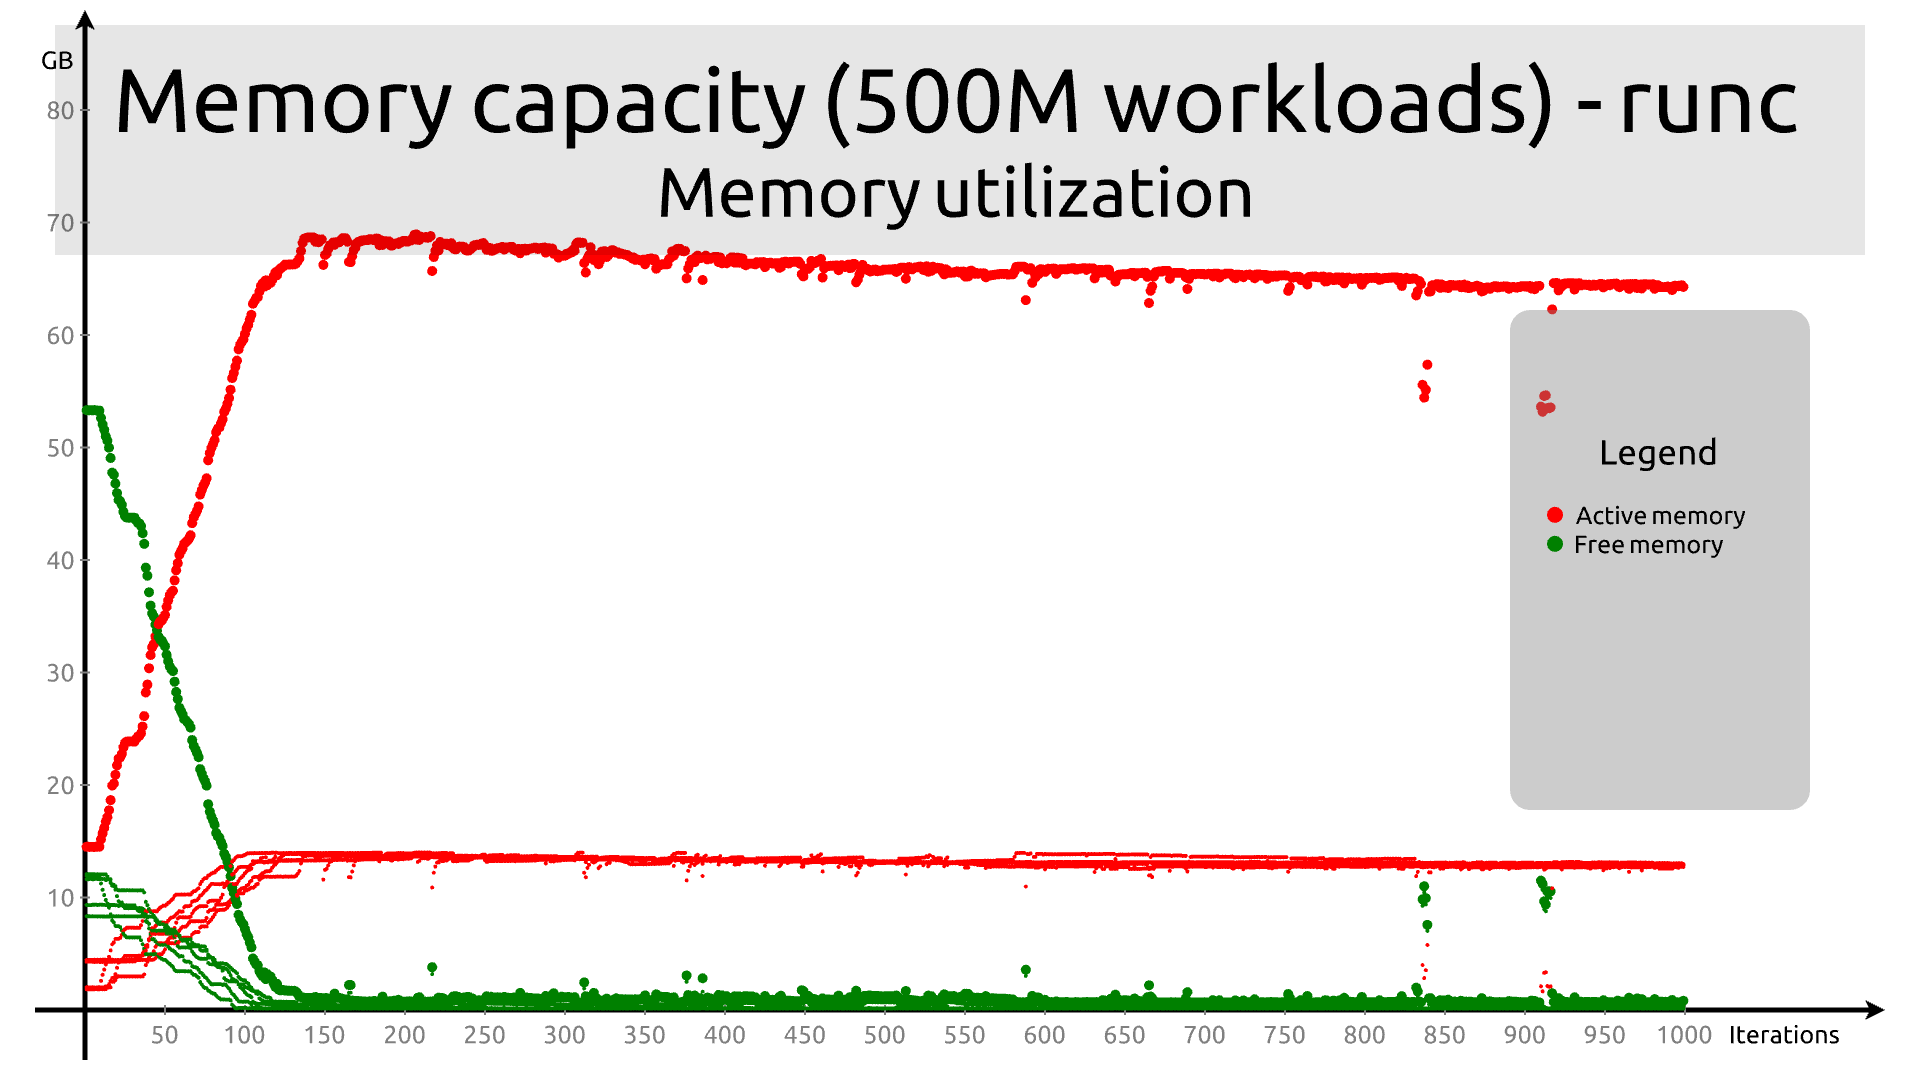 GB
Memory capacity (500M workloads) - runc
Memory utilization
80
70
60
50
40
30
20
10
Legend
Active memory
Free memory
50 100 150 200 250 300 350 400 450 500 550 600 650 700 750 800 850 900 950 1000 Iterations